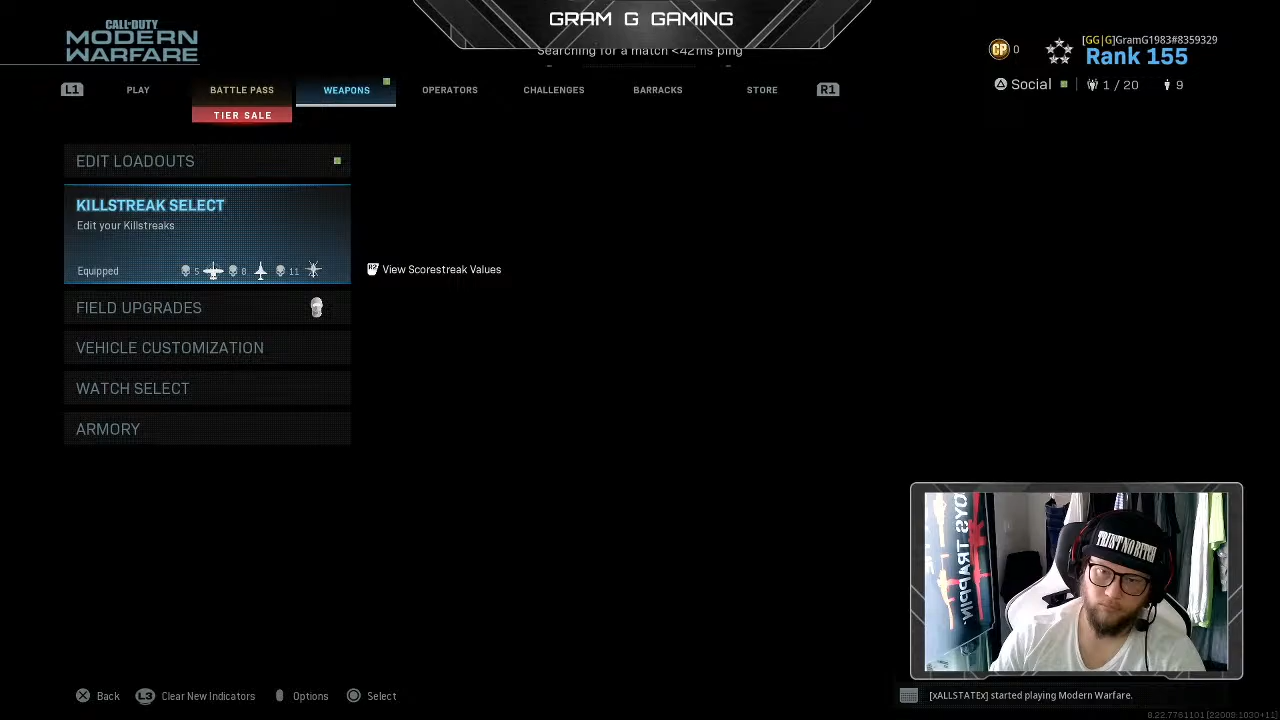 GRAM G GAMING
CALL·DUTY
MODERN
WARFARE
Searching for a match <42ms ping
CP 0
[GG|G]GramG1983#8359329
Rank 155
Social 1 / 20 9
L1 PLAY BATTLE PASS WEAPONS OPERATORS CHALLENGES BARRACKS STORE R1
TIER SALE
EDIT LOADOUTS
KILLSTREAK SELECT
Edit your Killstreaks
Equipped 5 8 11
R2 View Scorestreak Values
FIELD UPGRADES
VEHICLE CUSTOMIZATION
WATCH SELECT
ARMORY
TRUST NO BITCH
Back L3 Clear New Indicators Options Select
[xALLSTATEx] started playing Modern Warfare.